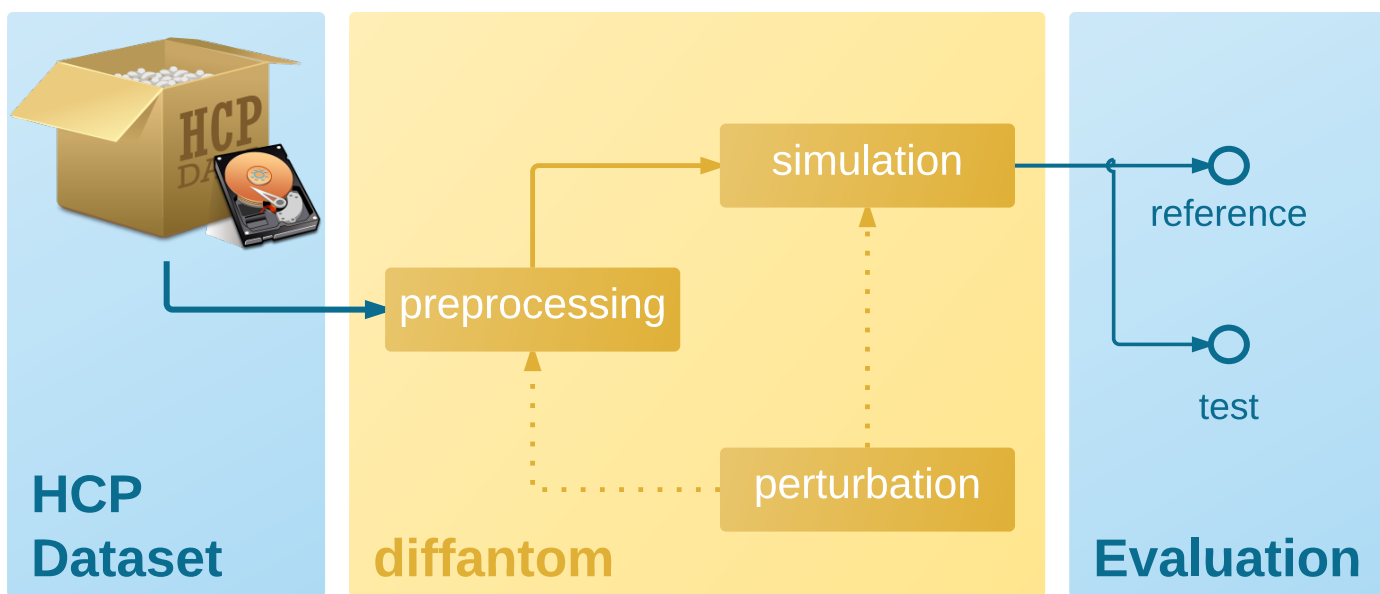 HCP
DA
HCP
Dataset
preprocessing
simulation
perturbation
diffantom
reference
test
Evaluation